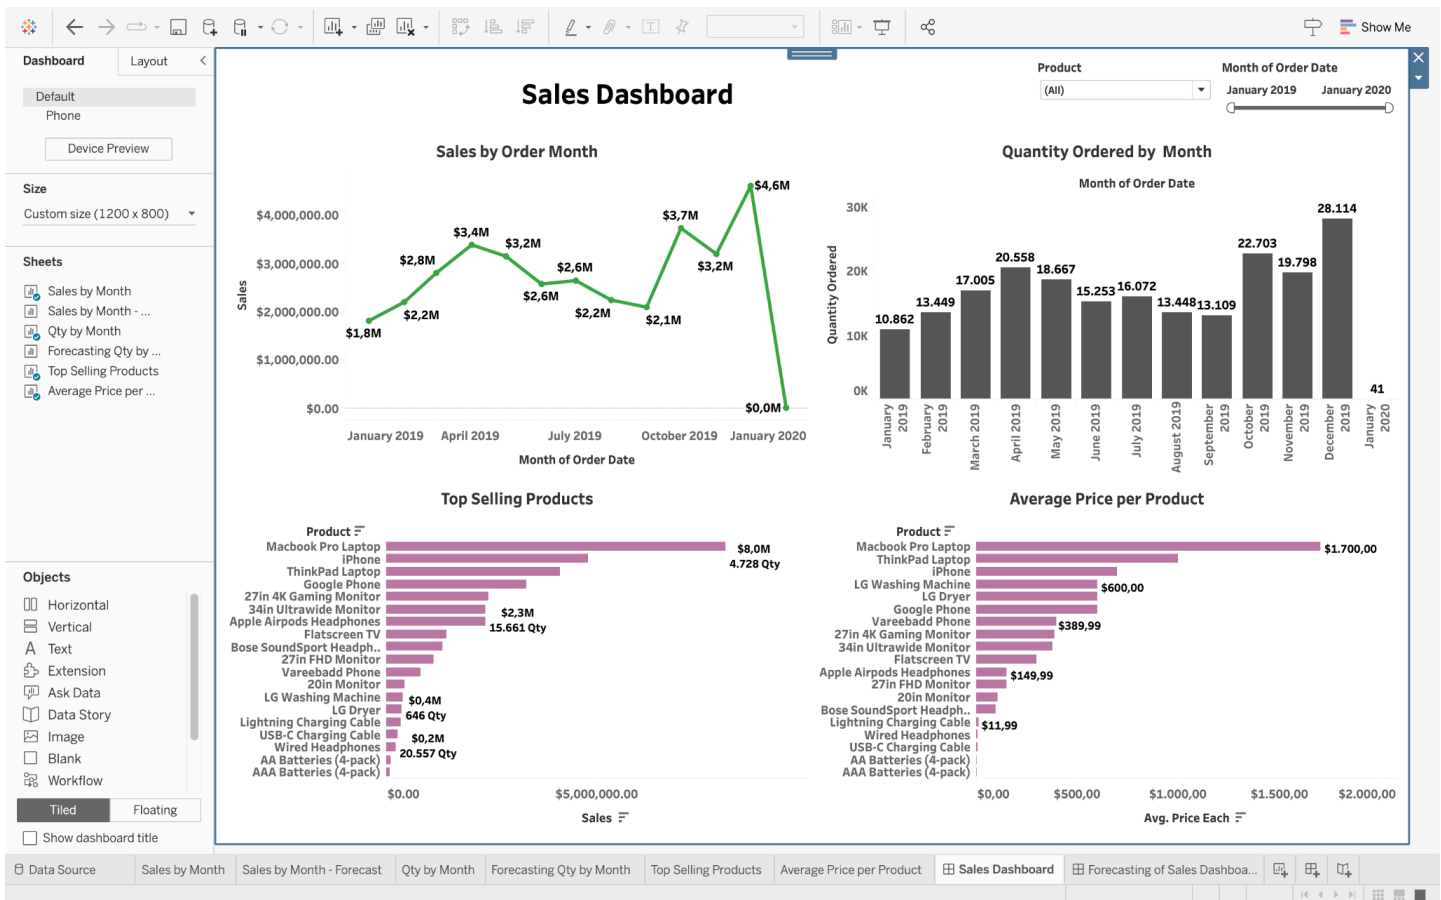 Show Me
Dashboard
Layout
Default
Phone
Device Preview
Size
Custom size (1200 x 800)
Sheets
Sales by Month
Sales by Month - ...
Qty by Month
Forecasting Qty by ...
Top Selling Products
Average Price per ...
Objects
Horizontal
Vertical
A Text
Extension
Ask Data
Data Story
Image
Blank
Workflow
Tiled
Floating
Show dashboard title
Sales Dashboard
Product
(All)
Month of Order Date
January 2019
January 2020
Sales by Order Month
Sales
$4,000,000.00
$3,000,000.00
$2,000,000.00
$1,000,000.00
$0.00
$1,8M
$2,2M
$2,8M
$3,4M
$3,2M
$2,6M
$2,6M
$2,2M
$2,1M
$3,7M
$3,2M
$4,6M
$0,0M
January 2019
April 2019
July 2019
October 2019
January 2020
Month of Order Date
Quantity Ordered by Month
Month of Order Date
Quantity Ordered
30K
20K
10K
0K
10.862
13.449
17.005
20.558
18.667
15.253
16.072
13.448
13.109
22.703
19.798
28.114
41
January 2019
February 2019
March 2019
April 2019
May 2019
June 2019
July 2019
August 2019
September 2019
October 2019
November 2019
December 2019
January 2020
Top Selling Products
Product
Macbook Pro Laptop
iPhone
ThinkPad Laptop
Google Phone
27in 4K Gaming Monitor
34in Ultrawide Monitor
Apple Airpods Headphones
Flatscreen TV
Bose SoundSport Headph..
27in FHD Monitor
Vareebadd Phone
20in Monitor
LG Washing Machine
LG Dryer
Lightning Charging Cable
USB-C Charging Cable
Wired Headphones
AA Batteries (4-pack)
AAA Batteries (4-pack)
$8,0M
4.728 Qty
$2,3M
15.661 Qty
$0,4M
646 Qty
$0,2M
20.557 Qty
$0.00
$5,000,000.00
Sales
Average Price per Product
Product
Macbook Pro Laptop
ThinkPad Laptop
iPhone
LG Washing Machine
LG Dryer
Google Phone
Vareebadd Phone
27in 4K Gaming Monitor
34in Ultrawide Monitor
Flatscreen TV
Apple Airpods Headphones
27in FHD Monitor
20in Monitor
Bose SoundSport Headph..
Lightning Charging Cable
Wired Headphones
USB-C Charging Cable
AA Batteries (4-pack)
AAA Batteries (4-pack)
$1.700,00
$600,00
$389,99
$149,99
$11,99
$0,00
$500,00
$1.000,00
$1.500,00
$2.000,00
Avg. Price Each
Data Source
Sales by Month
Sales by Month - Forecast
Qty by Month
Forecasting Qty by Month
Top Selling Products
Average Price per Product
Sales Dashboard
Forecasting of Sales Dashboa...